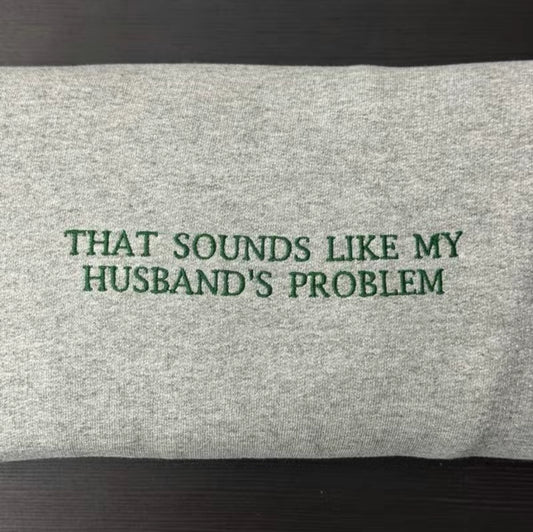 THAT SOUNDS LIKE MY
HUSBAND'S PROBLEM